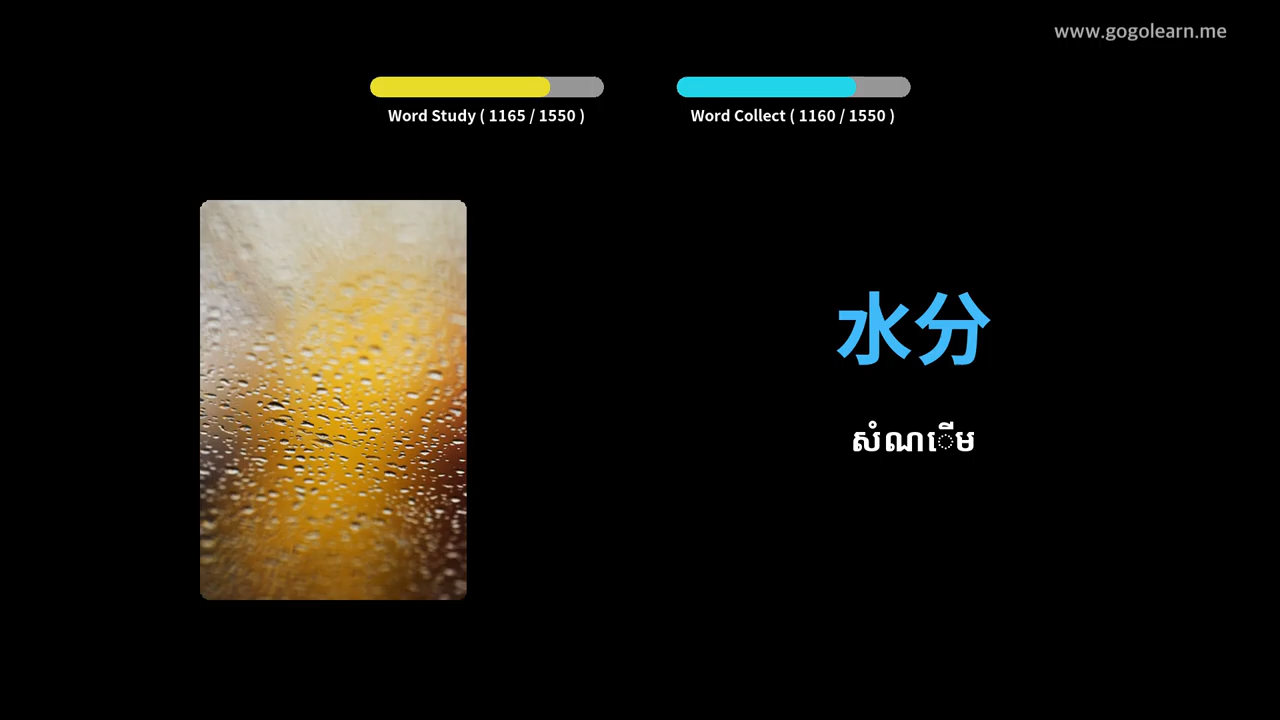 www.gogolearn.me
Word Study ( 1165 / 1550 )
Word Collect ( 1160 / 1550 )
水分
សំណើម